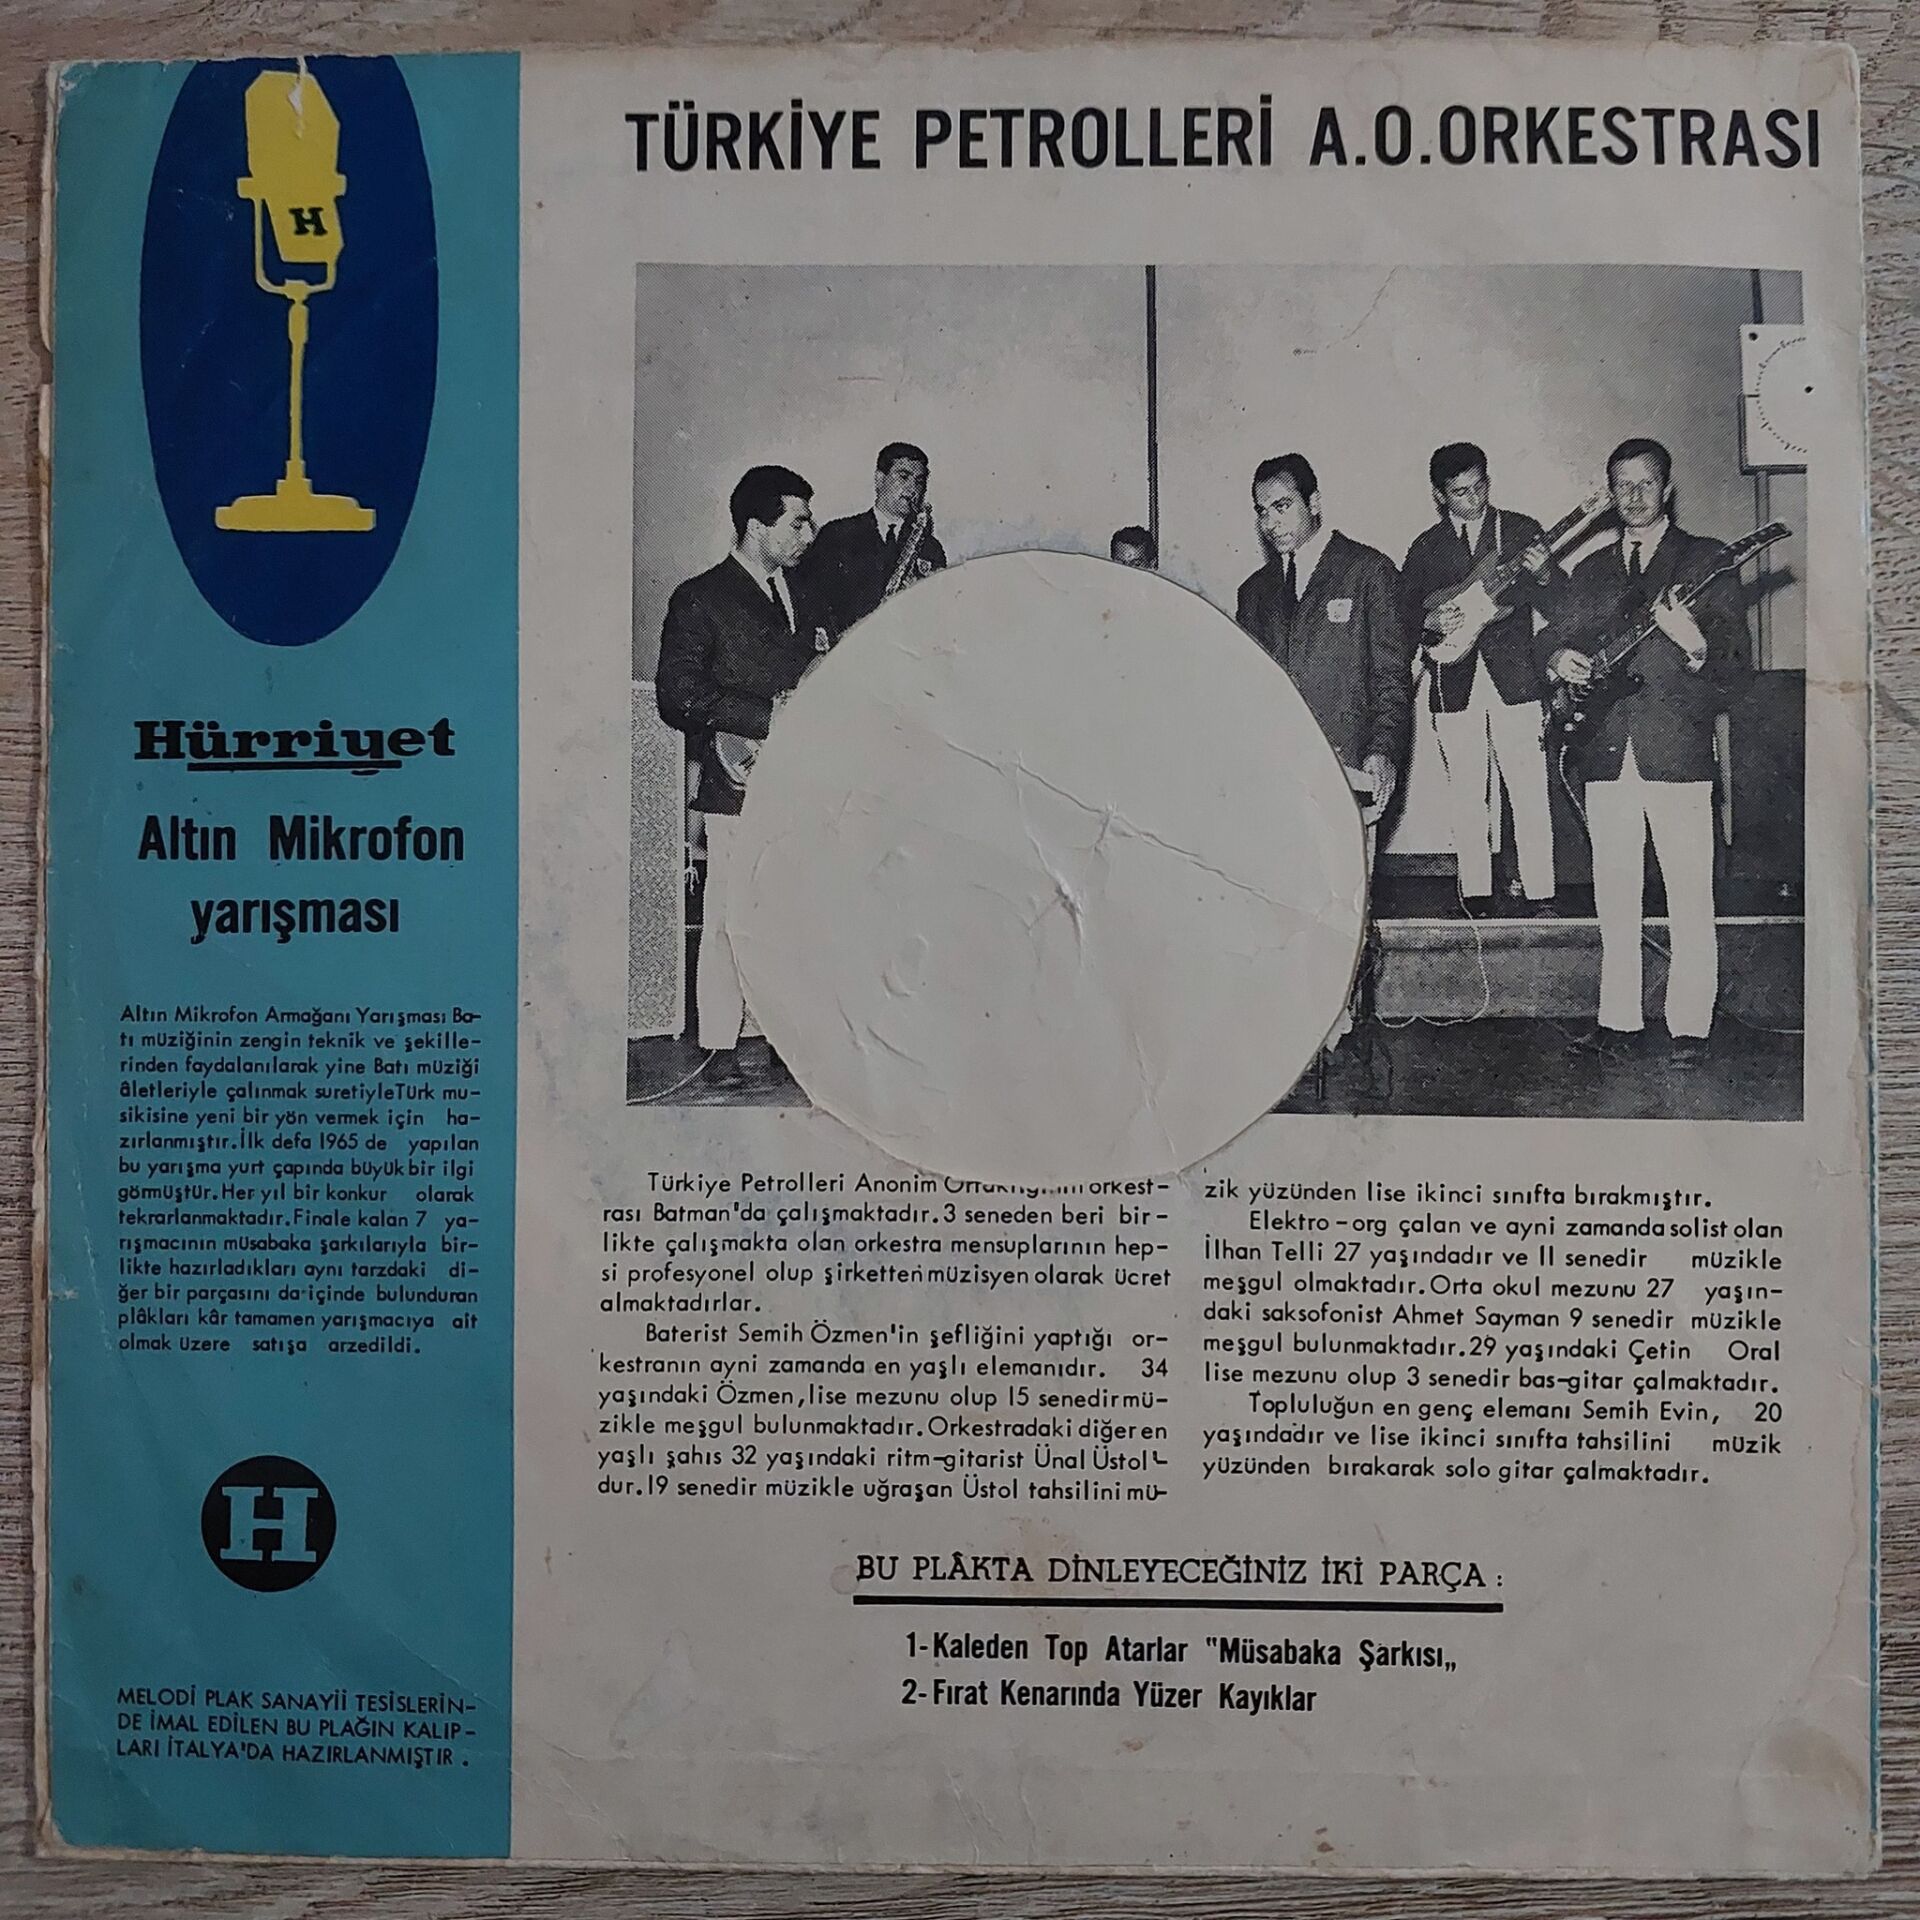 H
Hürriyet
Altın Mikrofon
yarışması
Altın Mikrofon Armağanı Yarışması Ba-
tı müziğinin zengin teknik ve şekille-
rinden faydalanılarak yine Batı müziği
âletleriyle çalınmak suretiyleTürk mu-
sikisine yeni bir yön vermek için ha-
zırlanmıştır.İlk defa 1965 de yapılan
bu yarışma yurt çapında büyük bir ilgi
görmüştür.Her yıl bir konkur olarak
tekrarlanmaktadır.Finale kalan 7 ya-
rışmacının müsabaka şarkılarıyla bir-
likte hazırladıkları aynı tarzdaki di-
ğer bir parçasını da içinde bulunduran
plâkları kâr tamamen yarışmacıya ait
olmak üzere satışa arzedildi.
H
MELODİ PLAK SANAYİİ TESİSLERİN-
DE İMAL EDİLEN BU PLAĞIN KALIP-
LARI İTALYA'DA HAZIRLANMIŞTIR.
TÜRKİYE PETROLLERİ A.O.ORKESTRASI
Türkiye Petrolleri Anonim orkest-
rası Batman'da çalışmaktadır.3 seneden beri bir-
likte çalışmakta olan orkestra mensuplarının hep-
si profesyonel olup şirketten müzisyen olarak ücret
almaktadırlar.
Baterist Semih Özmen'in şefliğini yaptığı or-
kestranın ayni zamanda en yaşlı elemanıdır. 34
yaşındaki Özmen,lise mezunu olup 15 senedir mü-
zikle meşgul bulunmaktadır.Orkestradaki diğer en
yaşlı şahıs 32 yaşındaki ritm-gitarist Ünal Üstol'-
dur.19 senedir müzikle uğraşan Üstol tahsilini mü-
zik yüzünden lise ikinci sınıfta bırakmıştır.
Elektro-org çalan ve ayni zamanda solist olan
İlhan Telli 27 yaşındadır ve 11 senedir müzikle
meşgul olmaktadır.Orta okul mezunu 27 yaşın-
daki saksofonist Ahmet Sayman 9 senedir müzikle
meşgul bulunmaktadır.29 yaşındaki Çetin Oral
lise mezunu olup 3 senedir bas-gitar çalmaktadır.
Topluluğun en genç elemanı Semih Evin, 20
yaşındadır ve lise ikinci sınıfta tahsilini müzik
yüzünden bırakarak solo gitar çalmaktadır.
BU PLÂKTA DİNLEYECEĞİNİZ İKİ PARÇA :
1-Kaleden Top Atarlar "Müsabaka Şarkısı„
2-Fırat Kenarında Yüzer Kayıklar